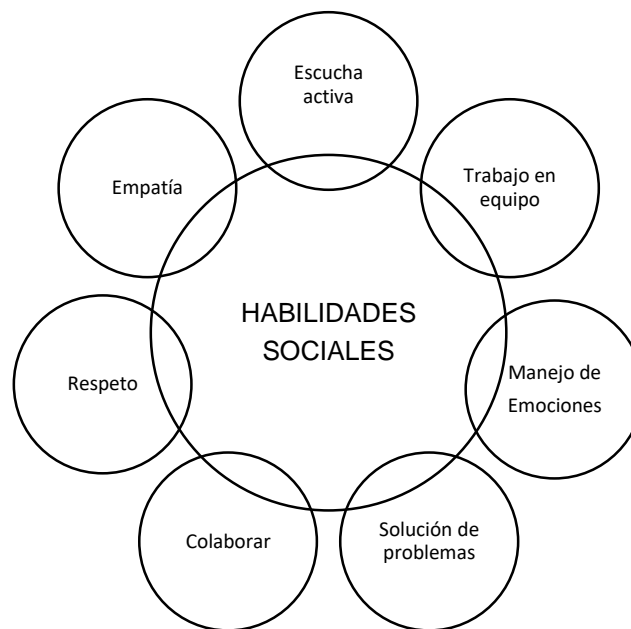 Escucha
activa
Trabajo en
equipo
Manejo de
Emociones
Solución de
problemas
Colaborar
Respeto
Empatía
HABILIDADES
SOCIALES